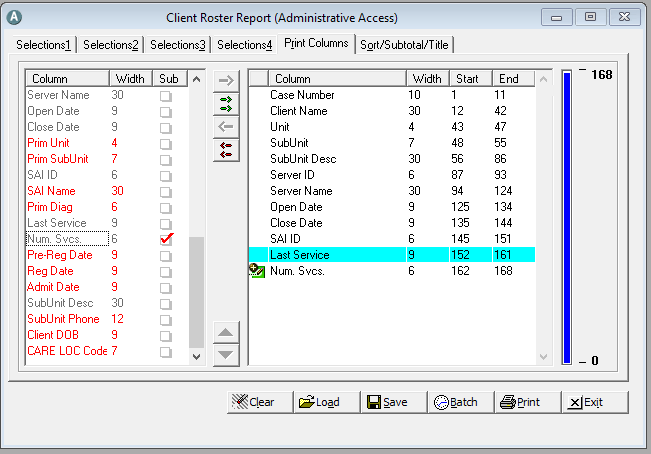 A Client Roster Report (Administrative Access)
Selections1 Selections2 Selections3 Selections4 Print Columns Sort/Subtotal/Title
Column Width Sub
Server Name 30
Open Date 9
Close Date 9
Prim Unit 4
Prim SubUnit 7
SAI ID 6
SAI Name 30
Prim Diag 6
Last Service 9
Num. Svcs. 6
Pre-Reg Date 9
Reg Date 9
Admit Date 9
SubUnit Desc 30
SubUnit Phone 12
Client DOB 9
CARE LOC Code 7
Column Width Start End
Case Number 10 1 11
Client Name 30 12 42
Unit 4 43 47
SubUnit 7 48 55
SubUnit Desc 30 56 86
Server ID 6 87 93
Server Name 30 94 124
Open Date 9 125 134
Close Date 9 135 144
SAI ID 6 145 151
Last Service 9 152 161
Num. Svcs. 6 162 168
168
0
Clear Load Save Batch Print Exit